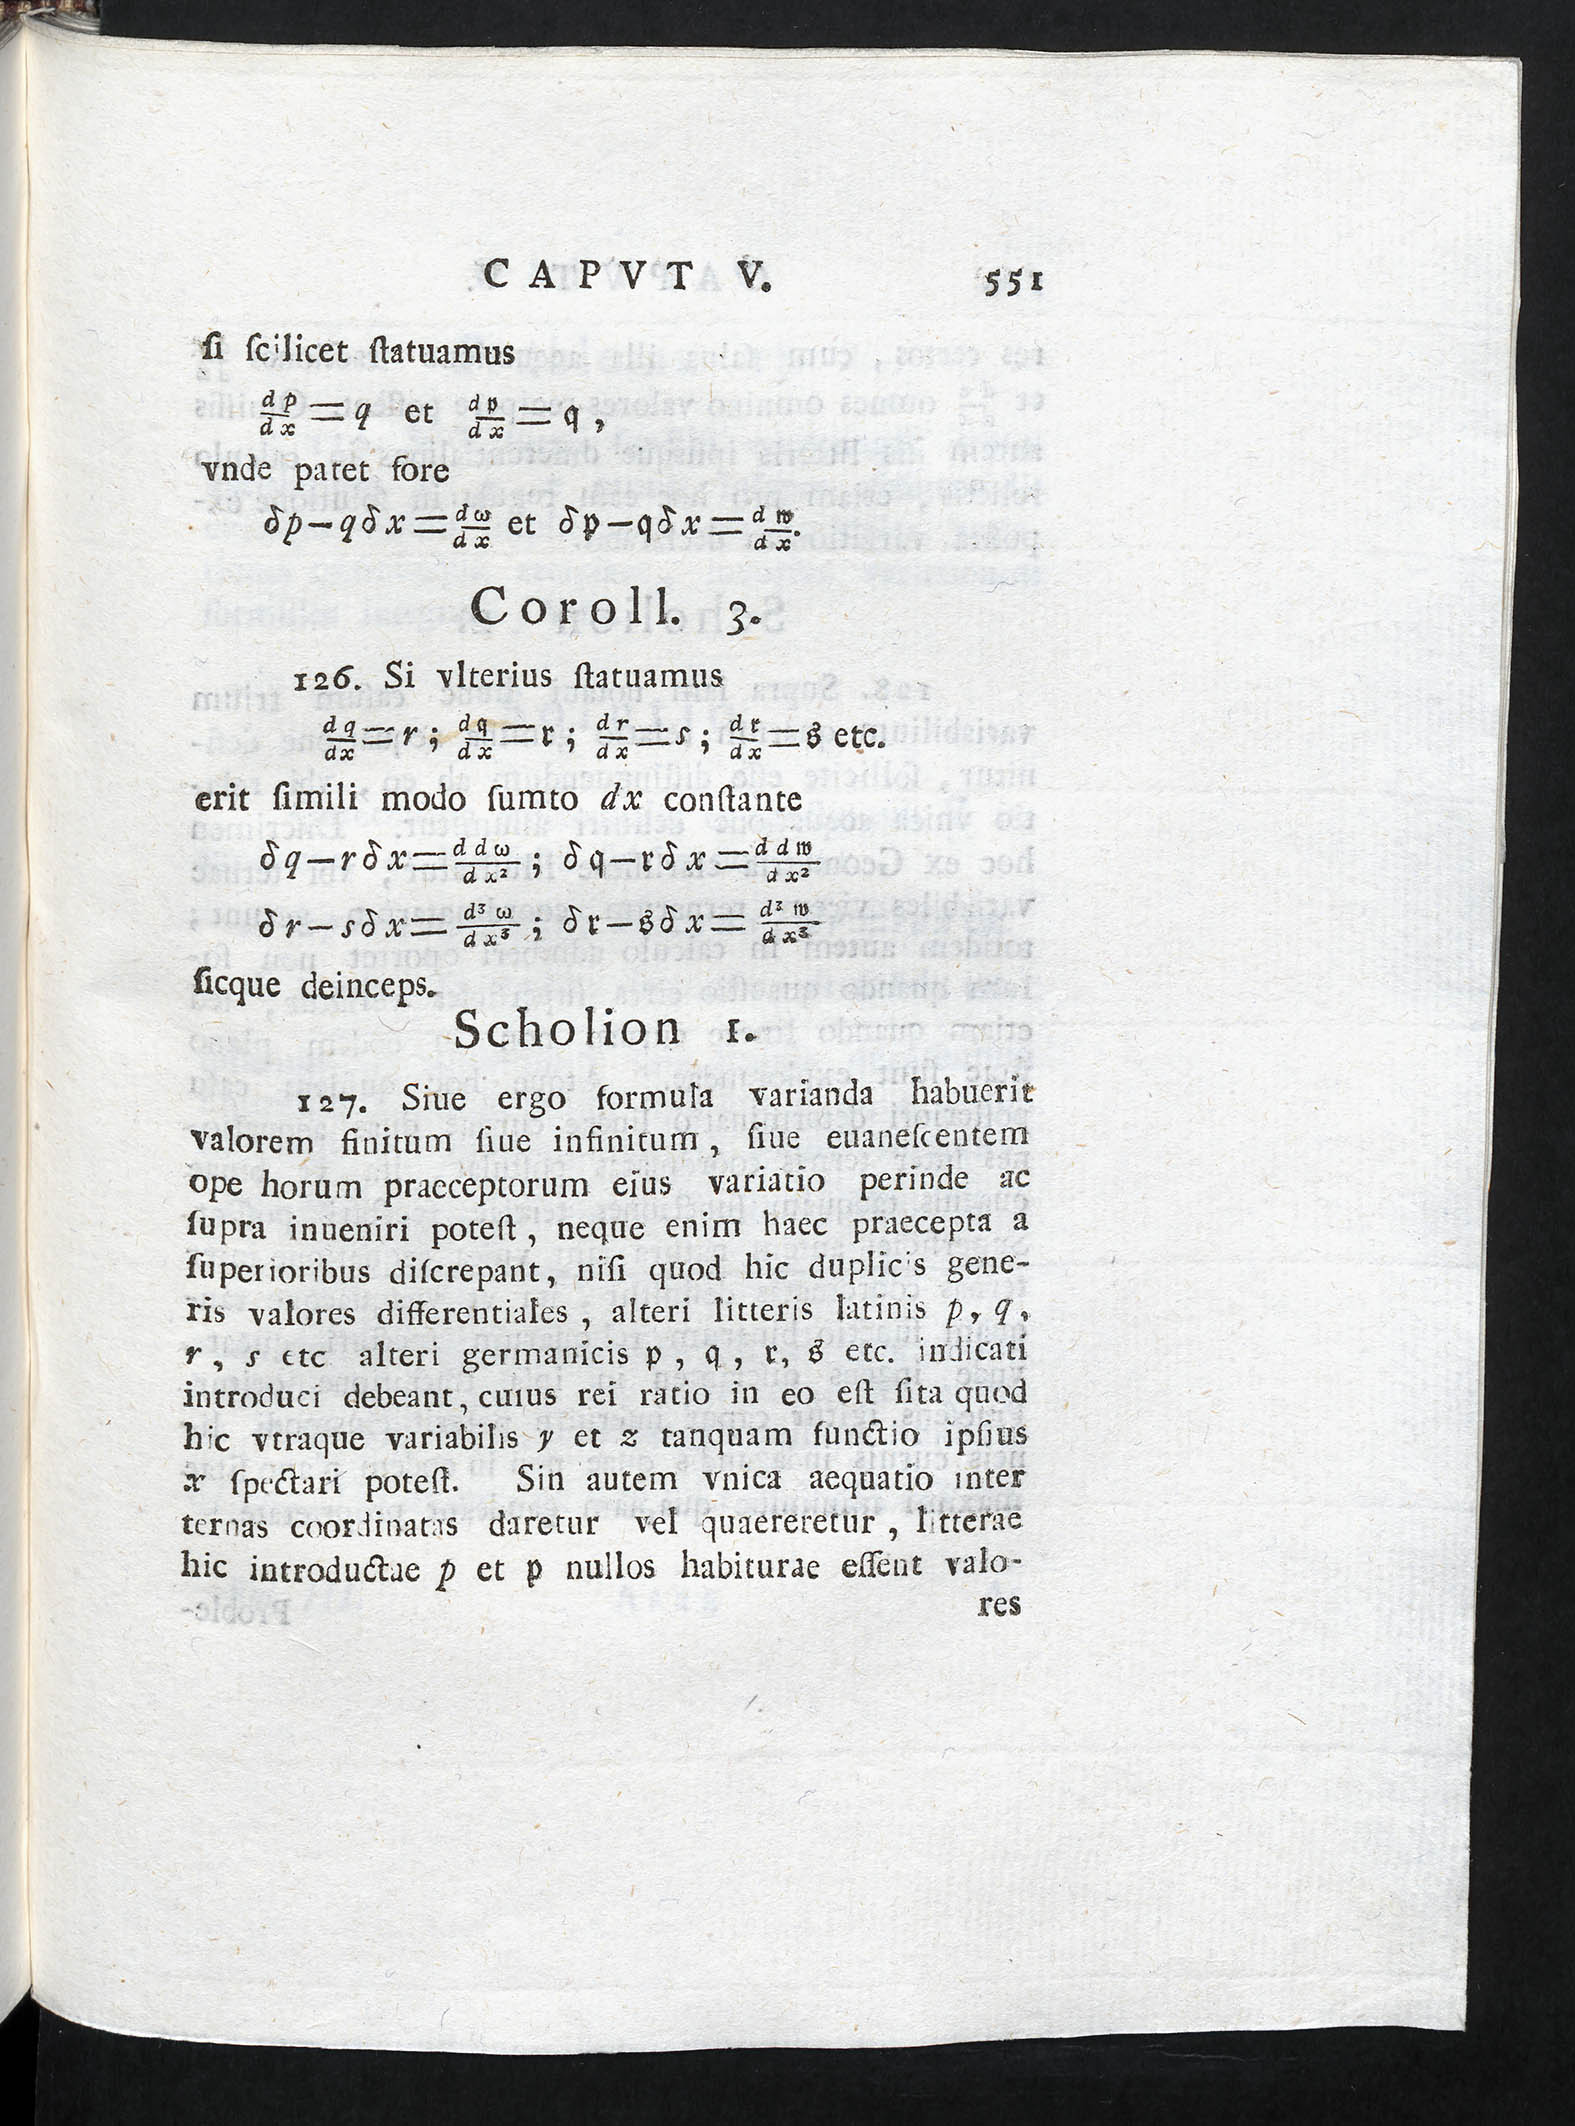 CAPVT V. 551
ſi ſcilicet ſtatuamus
dp/dx = q et d𝔭/dx = 𝔮,
vnde patet fore
δp − qδx = dω/dx et δ𝔭 − 𝔮δx = d𝔴/dx.
Coroll. 3.
126. Si vlterius ſtatuamus
dq/dx = r; d𝔮/dx = 𝔯; dr/dx = s; d𝔯/dx = 𝔰 etc.
erit ſimili modo ſumto dx conſtante
δq − rδx = ddω/dx²; δ𝔮 − 𝔯δx = dd𝔴/dx²
δr − sδx = d³ω/dx³; δ𝔯 − 𝔰δx = d³𝔴/dx³
ſicque deinceps.
Scholion 1.
127. Siue ergo formula varianda habuerit
valorem finitum ſiue infinitum, ſiue euaneſcentem
ope horum praeceptorum eius variatio perinde ac
ſupra inueniri poteſt, neque enim haec praecepta a
ſuperioribus diſcrepant, niſi quod hic duplicis gene-
ris valores differentiales, alteri litteris latinis p, q,
r, s etc alteri germanicis 𝔭, 𝔮, 𝔯, 𝔰 etc. indicati
introduci debeant, cuius rei ratio in eo eſt ſita quod
hic vtraque variabilis y et z tanquam functio ipſius
x ſpectari poteſt. Sin autem vnica aequatio inter
ternas coordinatas daretur vel quaereretur, litterae
hic introductae p et 𝔭 nullos habiturae eſſent valo-
res